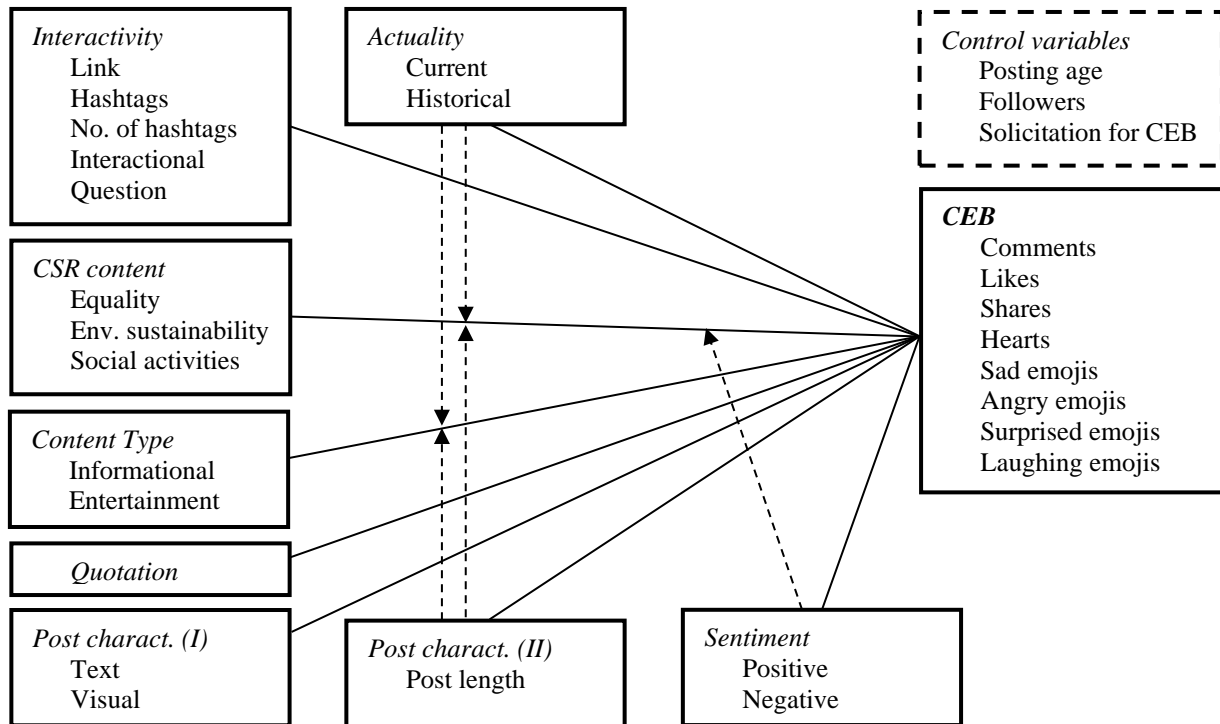 Interactivity
Link
Hashtags
No. of hashtags
Interactional
Question
Actuality
Current
Historical
Control variables
Posting age
Followers
Solicitation for CEB
CSR content
Equality
Env. sustainability
Social activities
CEB
Comments
Likes
Shares
Hearts
Sad emojis
Angry emojis
Surprised emojis
Laughing emojis
Content Type
Informational
Entertainment
Quotation
Post charact. (I)
Text
Visual
Post charact. (II)
Post length
Sentiment
Positive
Negative